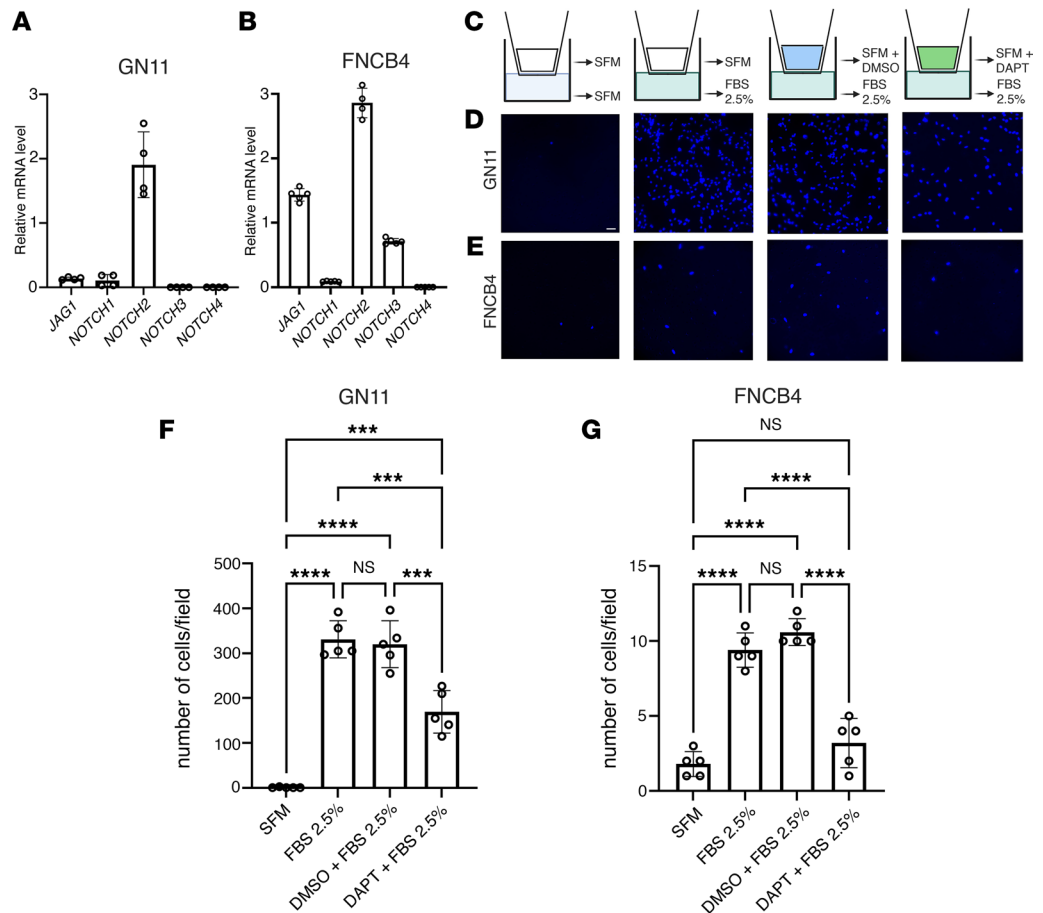 A
GN11
Relative mRNA level
3
2
1
0
JAG1
NOTCH1
NOTCH2
NOTCH3
NOTCH4
B
FNCB4
Relative mRNA level
3
2
1
0
JAG1
NOTCH1
NOTCH2
NOTCH3
NOTCH4
C
SFM
SFM
SFM
FBS
2.5%
SFM +
DMSO
FBS
2.5%
SFM +
DAPT
FBS
2.5%
D
GN11
E
FNCB4
F
GN11
***
***
****
****
NS
***
number of cells/field
500
400
300
200
100
0
SFM
FBS 2.5%
DMSO + FBS 2.5%
DAPT + FBS 2.5%
G
FNCB4
NS
****
****
****
NS
****
number of cells/field
15
10
5
0
SFM
FBS 2.5%
DMSO + FBS 2.5%
DAPT + FBS 2.5%